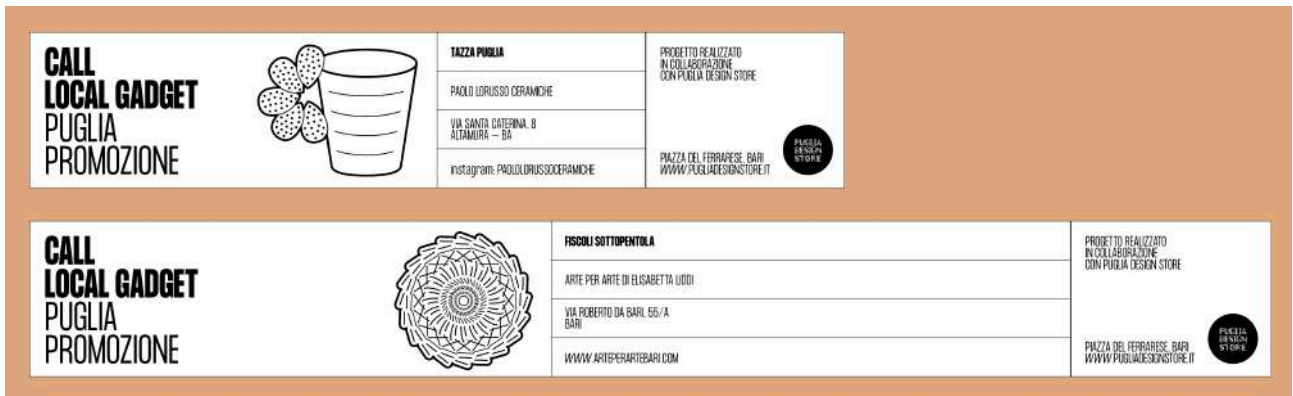 CALL
LOCAL GADGET
PUGLIA
PROMOZIONE
TAZZA PUGLIA
PAOLO LORUSSO CERAMICHE
VIA SANTA CATERINA, 8
ALTAMURA – BA
instagram: PAOLOLORUSSOCERAMICHE
PROGETTO REALIZZATO
IN COLLABORAZIONE
CON PUGLIA DESIGN STORE
PIAZZA DEL FERRARESE, BARI
WWW.PUGLIADESIGNSTORE.IT
PUGLIA
DESIGN
STORE
CALL
LOCAL GADGET
PUGLIA
PROMOZIONE
FISCOLI SOTTOPENTOLA
ARTE PER ARTE DI ELISABETTA LIDDI
VIA ROBERTO DA BARI, 55/A
BARI
WWW.ARTEPERARTEBARI.COM
PROGETTO REALIZZATO
IN COLLABORAZIONE
CON PUGLIA DESIGN STORE
PIAZZA DEL FERRARESE, BARI
WWW.PUGLIADESIGNSTORE.IT
PUGLIA
DESIGN
STORE